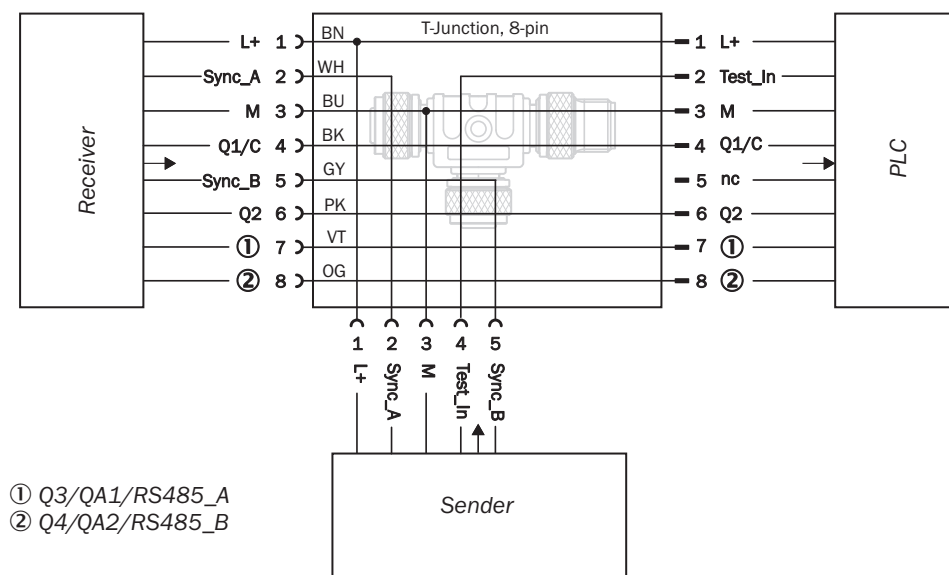 T-Junction, 8-pin
L+ 1 BN 1 L+
Sync_A 2 WH 2 Test_In
M 3 BU 3 M
Q1/C 4 BK 4 Q1/C
Sync_B 5 GY 5 nc
Q2 6 PK 6 Q2
① 7 VT 7 ①
② 8 OG 8 ②
Receiver
PLC
1 2 3 4 5
L+ Sync_A M Test_In Sync_B
Sender
① Q3/QA1/RS485_A
② Q4/QA2/RS485_B